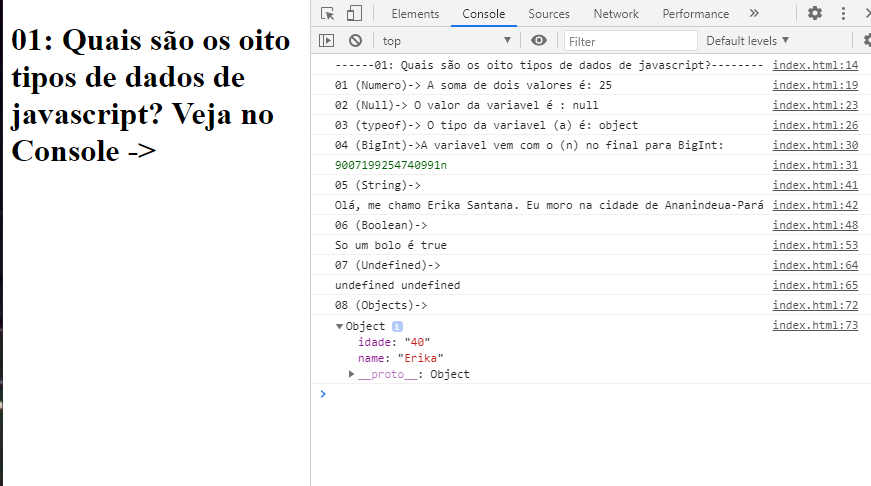 Elements Console Sources Network Performance »
top Filter Default levels
01: Quais são os oito
tipos de dados de
javascript? Veja no
Console ->
------01: Quais são os oito tipos de dados de javascript?-------- index.html:14
01 (Numero)-> A soma de dois valores é: 25 index.html:19
02 (Null)-> O valor da variavel é : null index.html:23
03 (typeof)-> O tipo da variavel (a) é: object index.html:26
04 (BigInt)->A variavel vem com o (n) no final para BigInt: index.html:30
9007199254740991n index.html:31
05 (String)-> index.html:41
Olá, me chamo Erika Santana. Eu moro na cidade de Ananindeua-Pará index.html:42
06 (Boolean)-> index.html:48
So um bolo é true index.html:53
07 (Undefined)-> index.html:64
undefined undefined index.html:65
08 (Objects)-> index.html:72
Object i index.html:73
idade: "40"
name: "Erika"
__proto__: Object